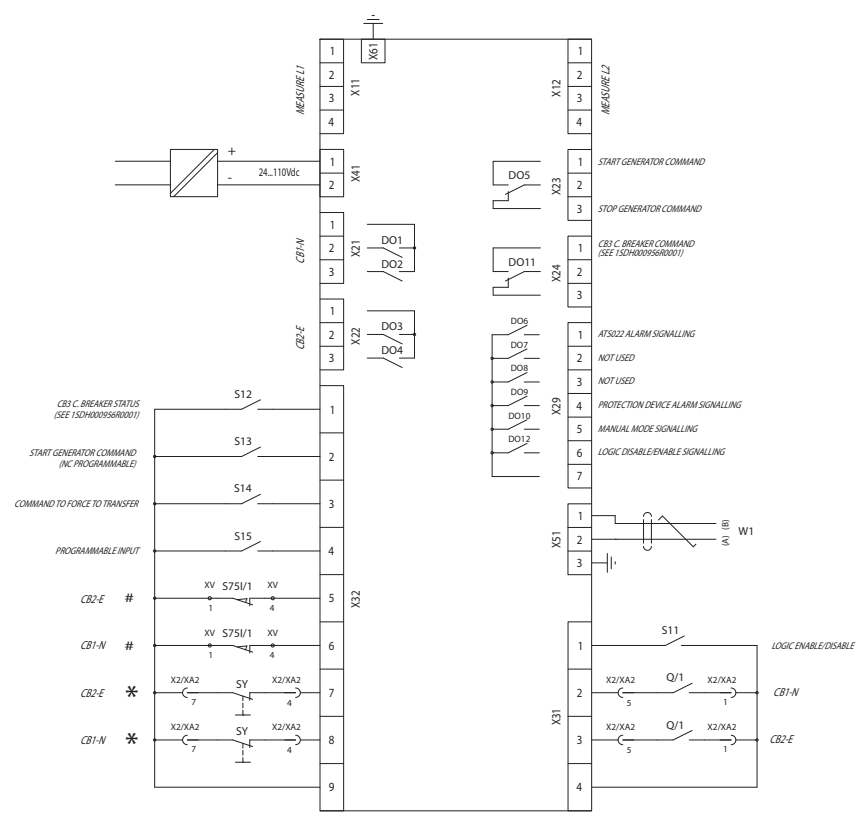 X61
MEASURE L1
1
2
3
4
X11
X12
1
2
3
4
MEASURE L2
+
-
24...110Vdc
1
2
X41
DO5
X23
1
2
3
START GENERATOR COMMAND
STOP GENERATOR COMMAND
CB1-N
1
2
3
X21
DO1
DO2
DO11
X24
1
2
3
CB3 C. BREAKER COMMAND
(SEE 1SDH000956R0001)
CB2-E
1
2
3
X22
DO3
DO4
DO6
DO7
DO8
DO9
DO10
DO12
X29
1
2
3
4
5
6
7
ATS022 ALARM SIGNALLING
NOT USED
NOT USED
PROTECTION DEVICE ALARM SIGNALLING
MANUAL MODE SIGNALLING
LOGIC DISABLE/ENABLE SIGNALLING
CB3 C. BREAKER STATUS
(SEE 1SDH000956R0001)
S12
1
START GENERATOR COMMAND
(NC PROGRAMMABLE)
S13
2
COMMAND TO FORCE TO TRANSFER
S14
3
PROGRAMMABLE INPUT
S15
4
X51
1
2
3
(B)
(A)
W1
CB2-E #
XV
1
S75I/1
XV
4
5
X32
CB1-N #
XV
1
S75I/1
XV
4
6
CB2-E *
X2/XA2
7
SY
X2/XA2
4
7
CB1-N *
X2/XA2
7
SY
X2/XA2
4
8
9
X31
1
S11
LOGIC ENABLE/DISABLE
2
X2/XA2
5
Q/1
X2/XA2
1
CB1-N
3
X2/XA2
5
Q/1
X2/XA2
1
CB2-E
4